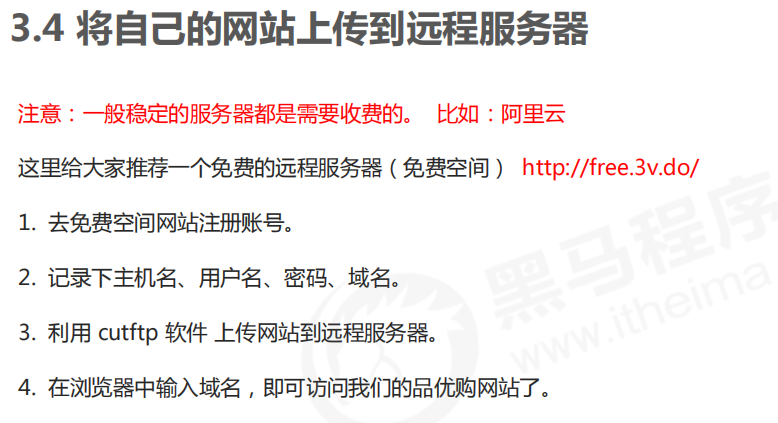 3.4 将自己的网站上传到远程服务器
注意：一般稳定的服务器都是需要收费的。 比如：阿里云
这里给大家推荐一个免费的远程服务器（免费空间） http://free.3v.do/
1. 去免费空间网站注册账号。
2. 记录下主机名、用户名、密码、域名。
3. 利用 cutftp 软件 上传网站到远程服务器。
4. 在浏览器中输入域名，即可访问我们的品优购网站了。
黑马程序
www.itheima